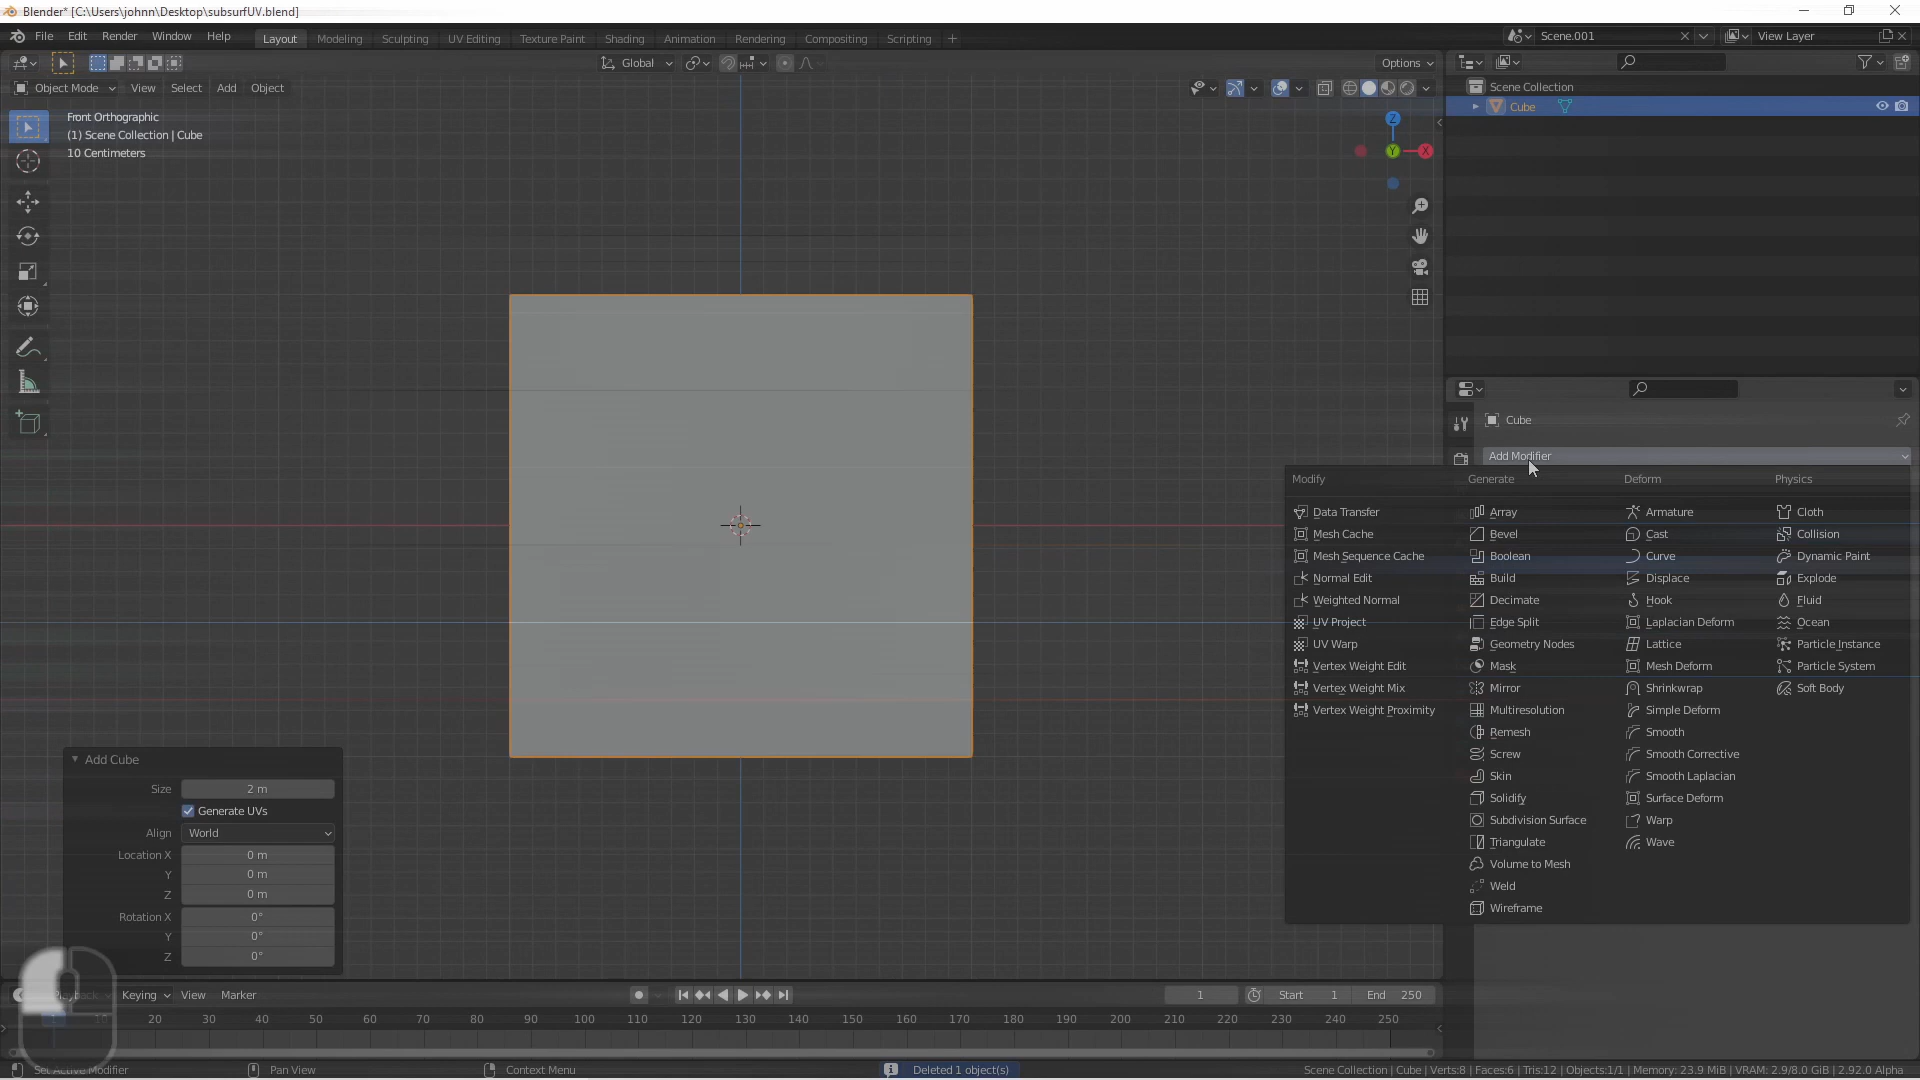 Blender* [C:\Users\johnn\Desktop\subsurfUV.blend]
File Edit Render Window Help
Layout Modeling Sculpting UV Editing Texture Paint Shading Animation Rendering Compositing Scripting +
Scene.001
View Layer
Global
Options
Object Mode View Select Add Object
Front Orthographic
(1) Scene Collection | Cube
10 Centimeters
Z
Y
X
Scene Collection
Cube
Cube
Add Modifier
Modify
Data Transfer
Mesh Cache
Mesh Sequence Cache
Normal Edit
Weighted Normal
UV Project
UV Warp
Vertex Weight Edit
Vertex Weight Mix
Vertex Weight Proximity
Generate
Array
Bevel
Boolean
Build
Decimate
Edge Split
Geometry Nodes
Mask
Mirror
Multiresolution
Remesh
Screw
Skin
Solidify
Subdivision Surface
Triangulate
Volume to Mesh
Weld
Wireframe
Deform
Armature
Cast
Curve
Displace
Hook
Laplacian Deform
Lattice
Mesh Deform
Shrinkwrap
Simple Deform
Smooth
Smooth Corrective
Smooth Laplacian
Surface Deform
Warp
Wave
Physics
Cloth
Collision
Dynamic Paint
Explode
Fluid
Ocean
Particle Instance
Particle System
Soft Body
Add Cube
Size 2 m
Generate UVs
Align World
Location X 0 m
Y 0 m
Z 0 m
Rotation X 0°
Y 0°
Z 0°
Playback Keying View Marker
1 Start 1 End 250
1 10 20 30 40 50 60 70 80 90 100 110 120 130 140 150 160 170 180 190 200 210 220 230 240 250
Set Active Modifier Pan View Context Menu Deleted 1 object(s) Scene Collection | Cube | Verts:8 | Faces:6 | Tris:12 | Objects:1/1 | Memory: 23.9 MiB | VRAM: 2.9/8.0 GiB | 2.92.0 Alpha